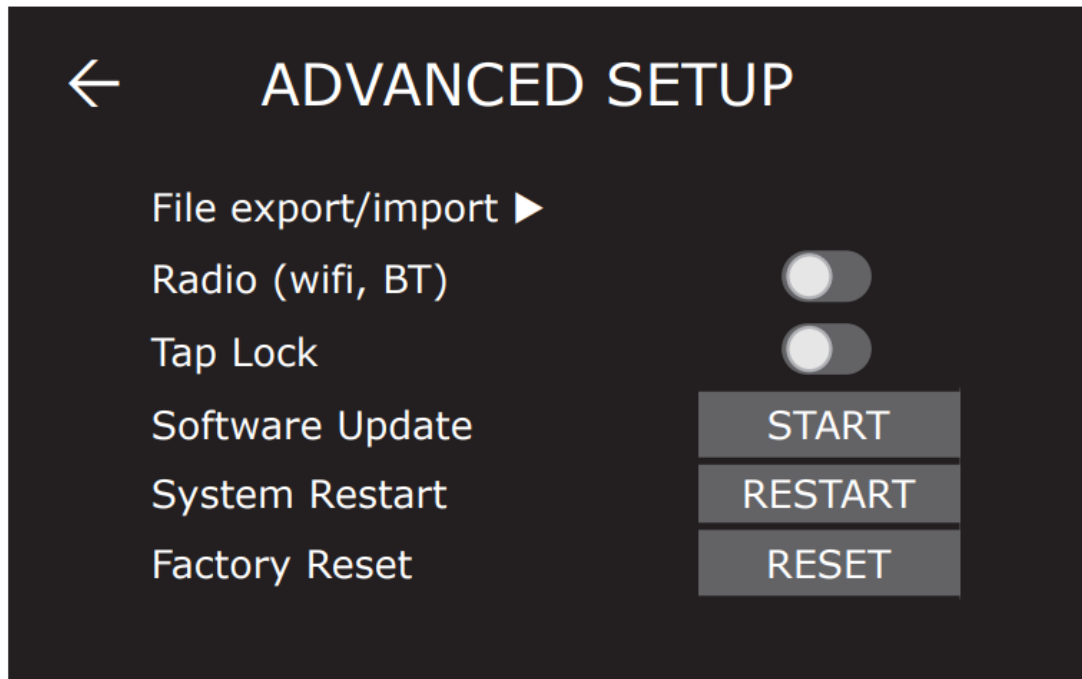 ADVANCED SETUP
File export/import
Radio (wifi, BT)
Tap Lock
Software Update START
System Restart RESTART
Factory Reset RESET